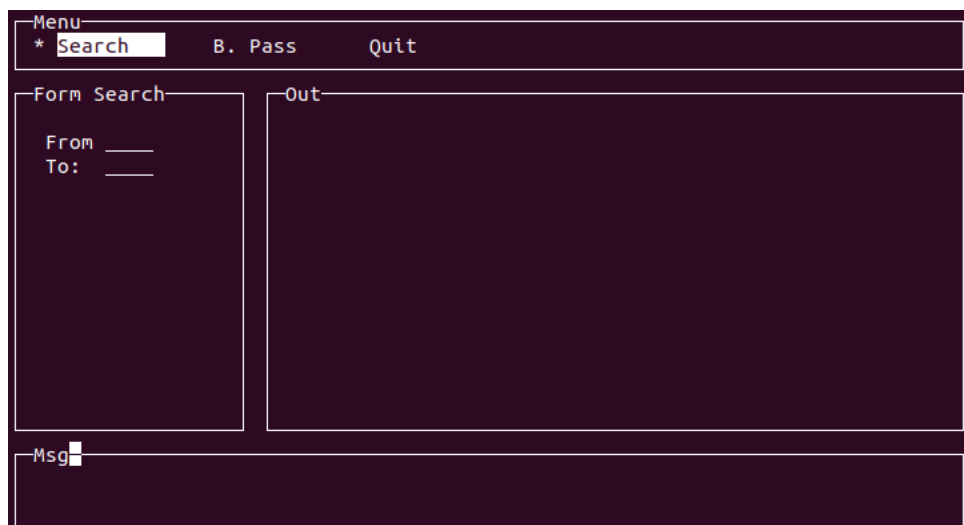 Menu
* Search B. Pass Quit
Form Search
From ____
To: ____
Out
Msg